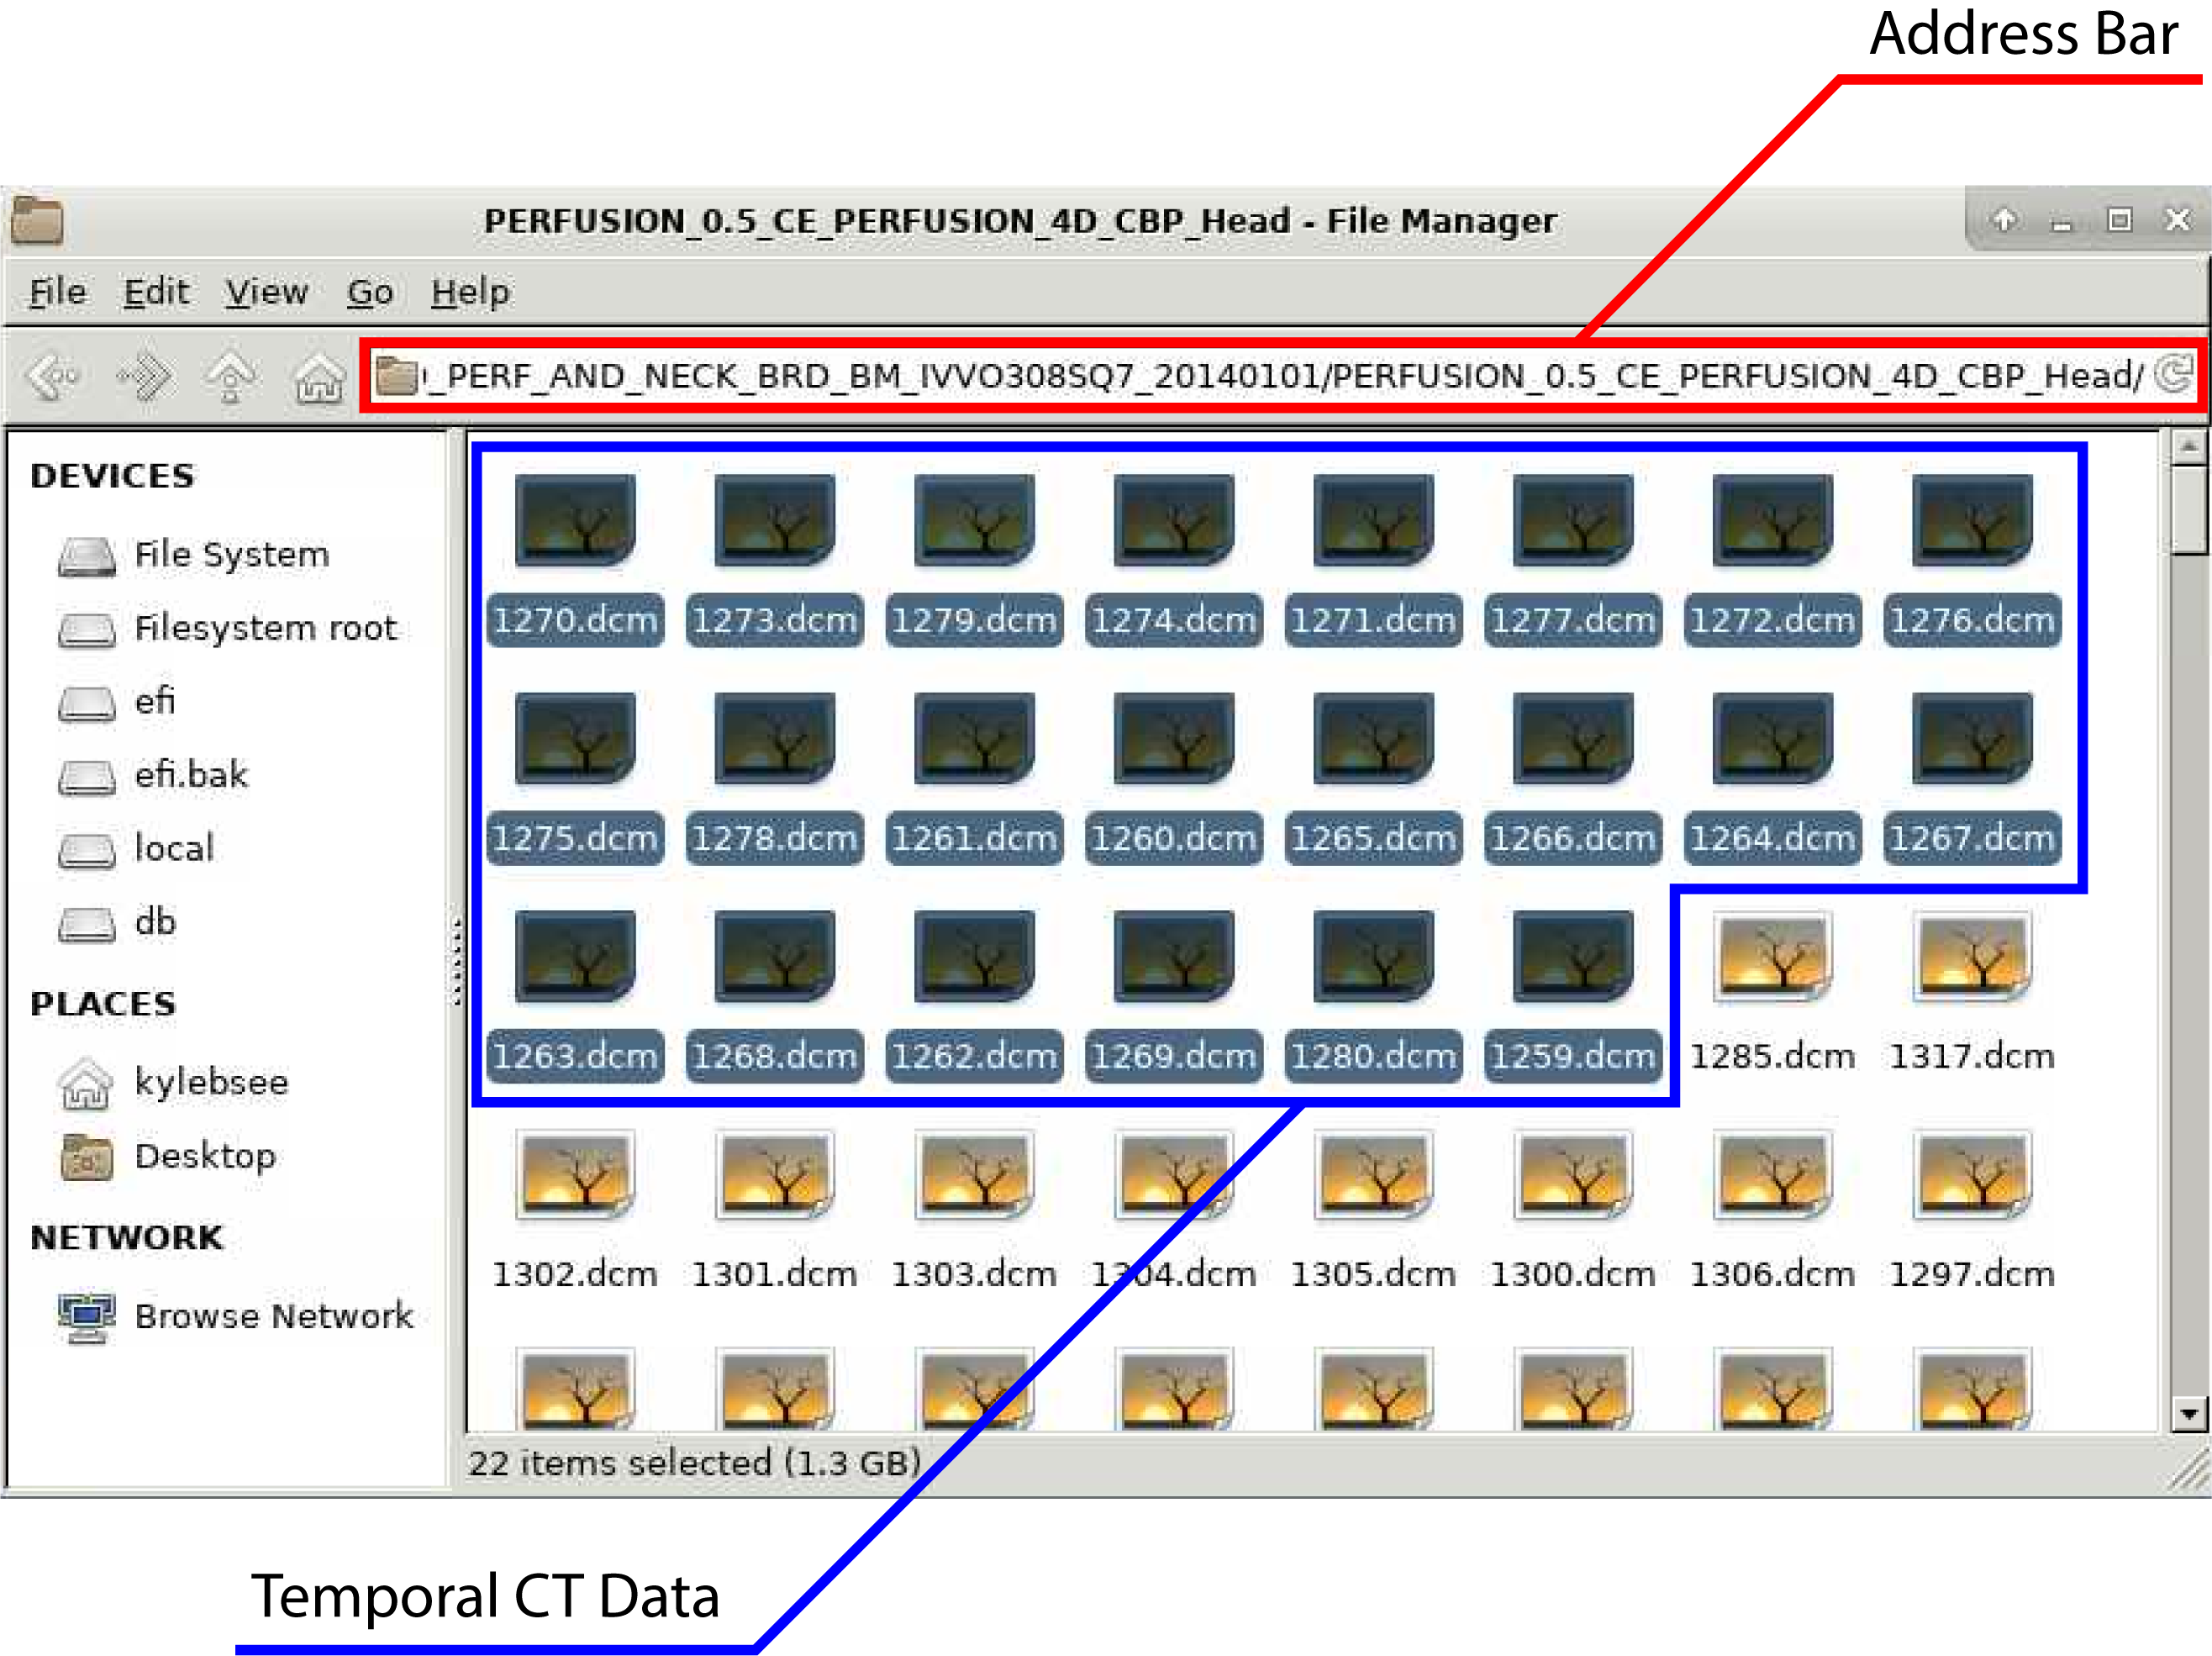 Address Bar
PERFUSION_0.5_CE_PERFUSION_4D_CBP_Head - File Manager
File Edit View Go Help
_PERF_AND_NECK_BRD_BM_IVVO308SQ7_20140101/PERFUSION_0.5_CE_PERFUSION_4D_CBP_Head/
DEVICES
File System
Filesystem root
efi
efi.bak
local
db
PLACES
kylebsee
Desktop
NETWORK
Browse Network
1270.dcm 1273.dcm 1279.dcm 1274.dcm 1271.dcm 1277.dcm 1272.dcm 1276.dcm
1275.dcm 1278.dcm 1261.dcm 1260.dcm 1265.dcm 1266.dcm 1264.dcm 1267.dcm
1263.dcm 1268.dcm 1262.dcm 1269.dcm 1280.dcm 1259.dcm 1285.dcm 1317.dcm
1302.dcm 1301.dcm 1303.dcm 1304.dcm 1305.dcm 1300.dcm 1306.dcm 1297.dcm
22 items selected (1.3 GB)
Temporal CT Data